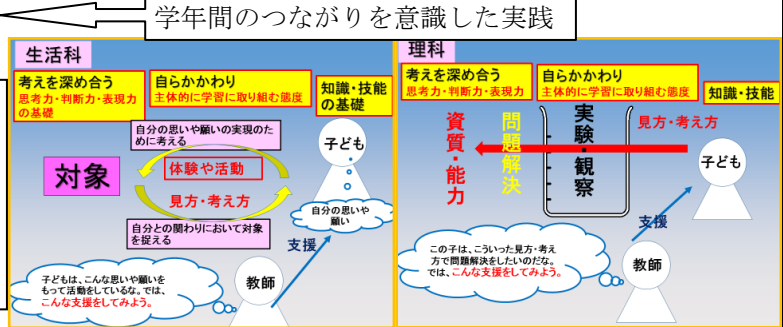 学年間のつながりを意識した実践
生活科
考えを深め合う
思考力・判断力・表現力
の基礎
自らかかわり
主体的に学習に取り組む態度
知識・技能
の基礎
自分の思いや願いの実現のた
めに考える
子ども
対象
体験や活動
見方・考え方
自分の思いや
願い
自分との関わりにおいて対象
を捉える
支援
子どもは、こんな思いや願いを
もって活動をしているな。では、
こんな支援をしてみよう。
教師
理科
考えを深め合う
思考力・判断力・表現力
自らかかわり
主体的に学習に取り組む態度
知識・技能
資質・能力
問題解決
実験・観察
見方・考え方
子ども
支援
この子は、こういった見方・考え
方で問題解決をしたいのだな。
では、こんな支援をしてみよう。
教師